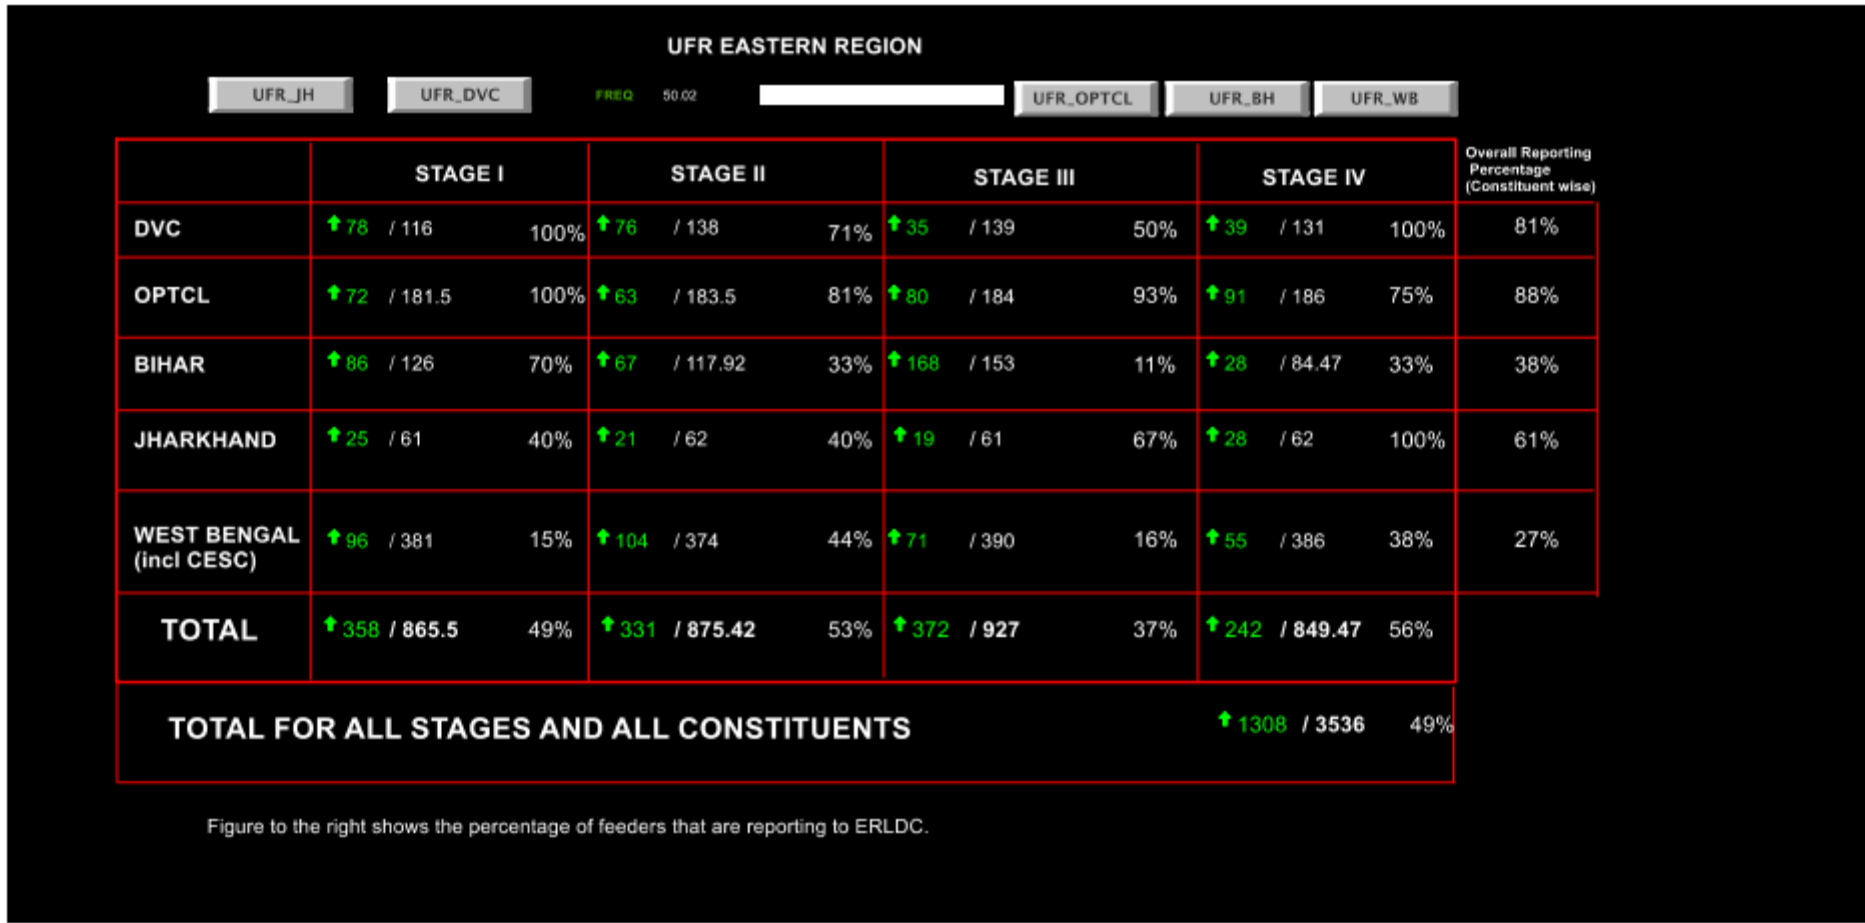 UFR EASTERN REGION
UFR_JH UFR_DVC FREQ 50.02 UFR_OPTCL UFR_BH UFR_WB
STAGE I STAGE II STAGE III STAGE IV Overall Reporting
Percentage
(Constituent wise)
DVC 78 / 116 100% 76 / 138 71% 35 / 139 50% 39 / 131 100% 81%
OPTCL 72 / 181.5 100% 63 / 183.5 81% 80 / 184 93% 91 / 186 75% 88%
BIHAR 86 / 126 70% 67 / 117.92 33% 168 / 153 11% 28 / 84.47 33% 38%
JHARKHAND 25 / 61 40% 21 / 62 40% 19 / 61 67% 28 / 62 100% 61%
WEST BENGAL
(incl CESC) 96 / 381 15% 104 / 374 44% 71 / 390 16% 55 / 386 38% 27%
TOTAL 358 / 865.5 49% 331 / 875.42 53% 372 / 927 37% 242 / 849.47 56%
TOTAL FOR ALL STAGES AND ALL CONSTITUENTS 1308 / 3536 49%
Figure to the right shows the percentage of feeders that are reporting to ERLDC.